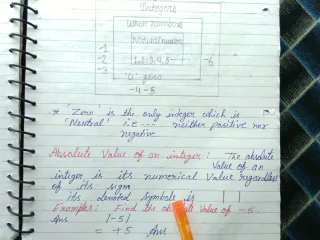 Integers
Whole numbers
Natural number
1,2,3,4,5
-1
-2
-3
-6
"0" zero
-4 -5
* 'Zero' is the only integer which is
'Neutral' i.e --- neither positive nor
negative.
Absolute Value of an integer: The absolute
Value of an
integer is its numerical Value regardless
of its sign
Its denoted symbols is | |
Examples: Find the absolute Value of -5.
Ans |-5|
= +5 Ans